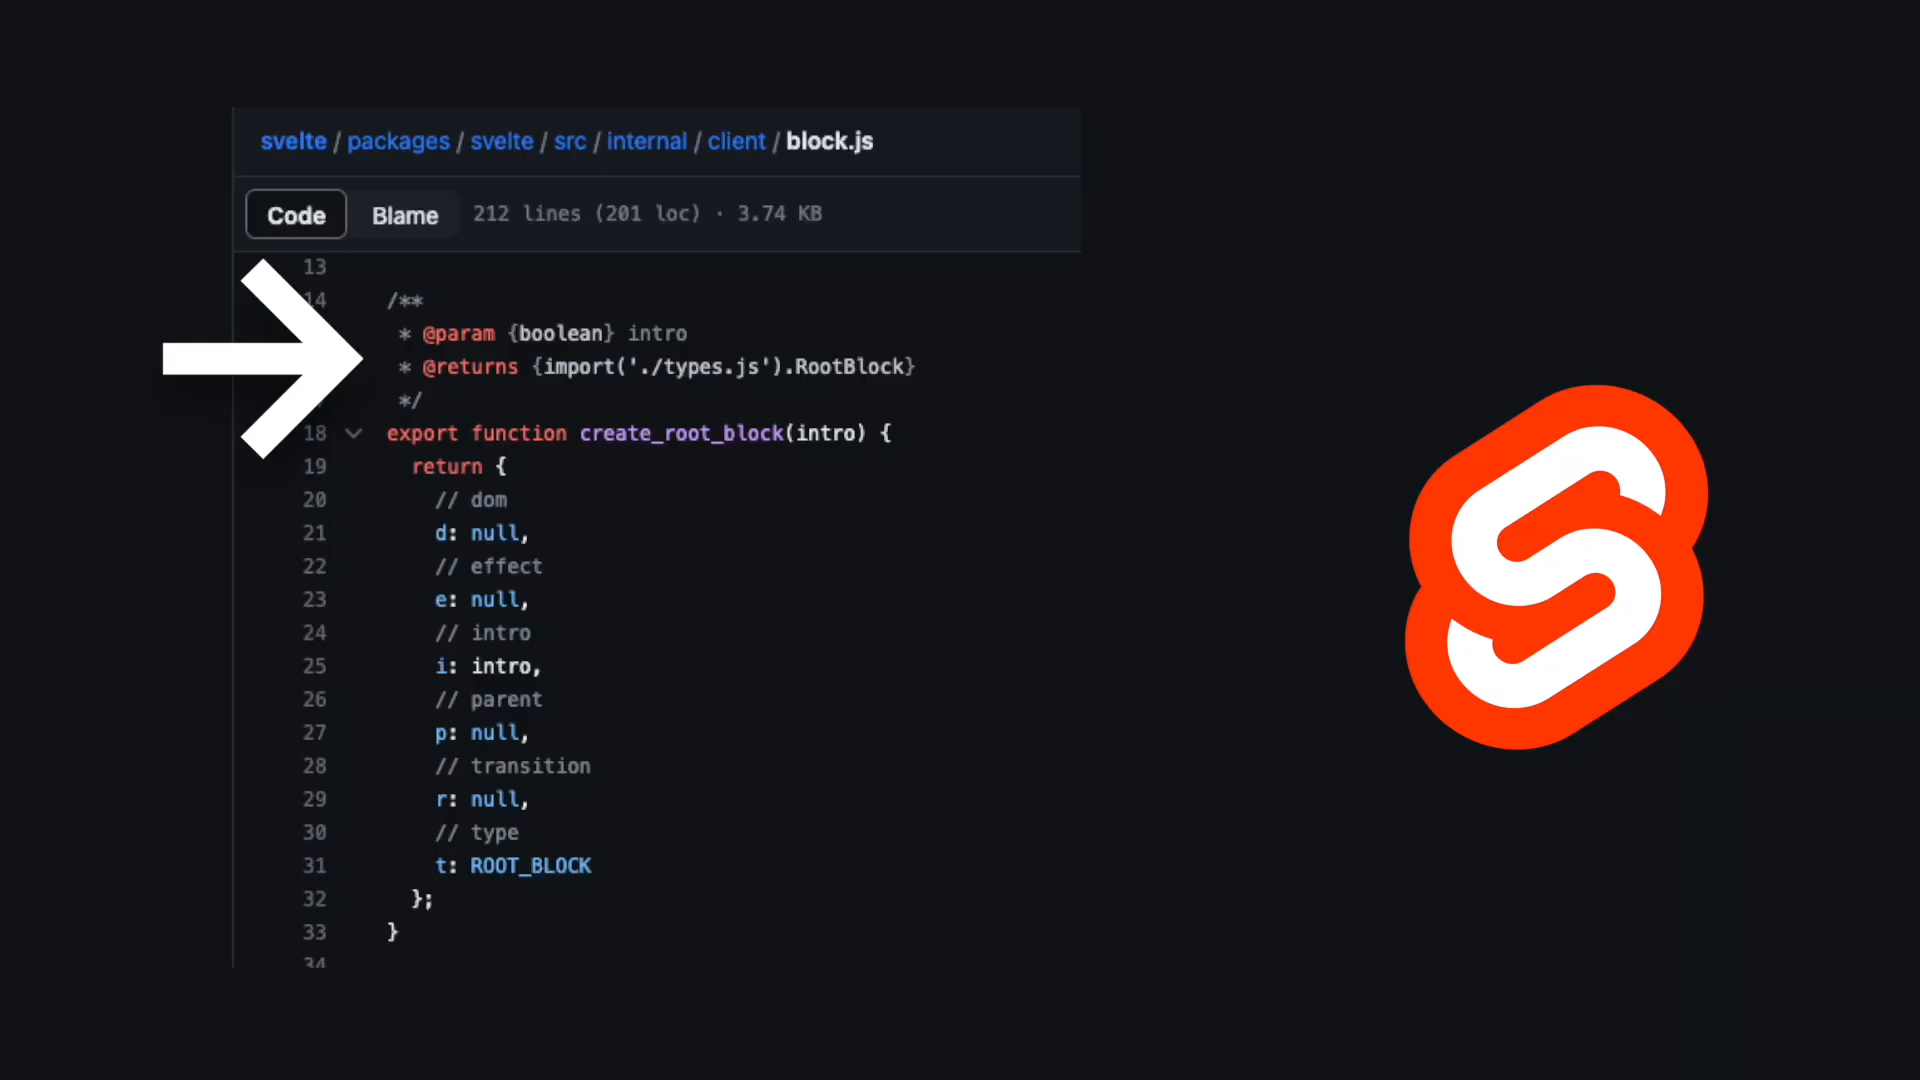 svelte / packages / svelte / src / internal / client / block.js
Code Blame 212 lines (201 loc) · 3.74 KB
13
14 /**
* @param {boolean} intro
* @returns {import('./types.js').RootBlock}
*/
18 export function create_root_block(intro) {
19 return {
20 // dom
21 d: null,
22 // effect
23 e: null,
24 // intro
25 i: intro,
26 // parent
27 p: null,
28 // transition
29 r: null,
30 // type
31 t: ROOT_BLOCK
32 };
33 }
34